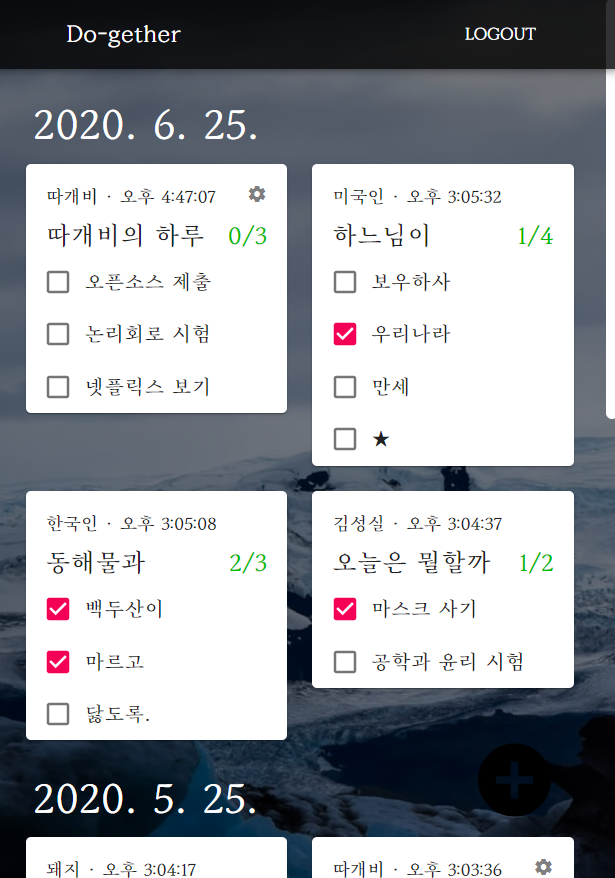 Do-gether LOGOUT
2020. 6. 25.
따개비 · 오후 4:47:07
따개비의 하루 0/3
오픈소스 제출
논리회로 시험
넷플릭스 보기
미국인 · 오후 3:05:32
하느님이 1/4
보우하사
우리나라
만세
★
한국인 · 오후 3:05:08
동해물과 2/3
백두산이
마르고
닳도록.
김성실 · 오후 3:04:37
오늘은 뭘할까 1/2
마스크 사기
공학과 윤리 시험
2020. 5. 25.
돼지 · 오후 3:04:17
따개비 · 오후 3:03:36